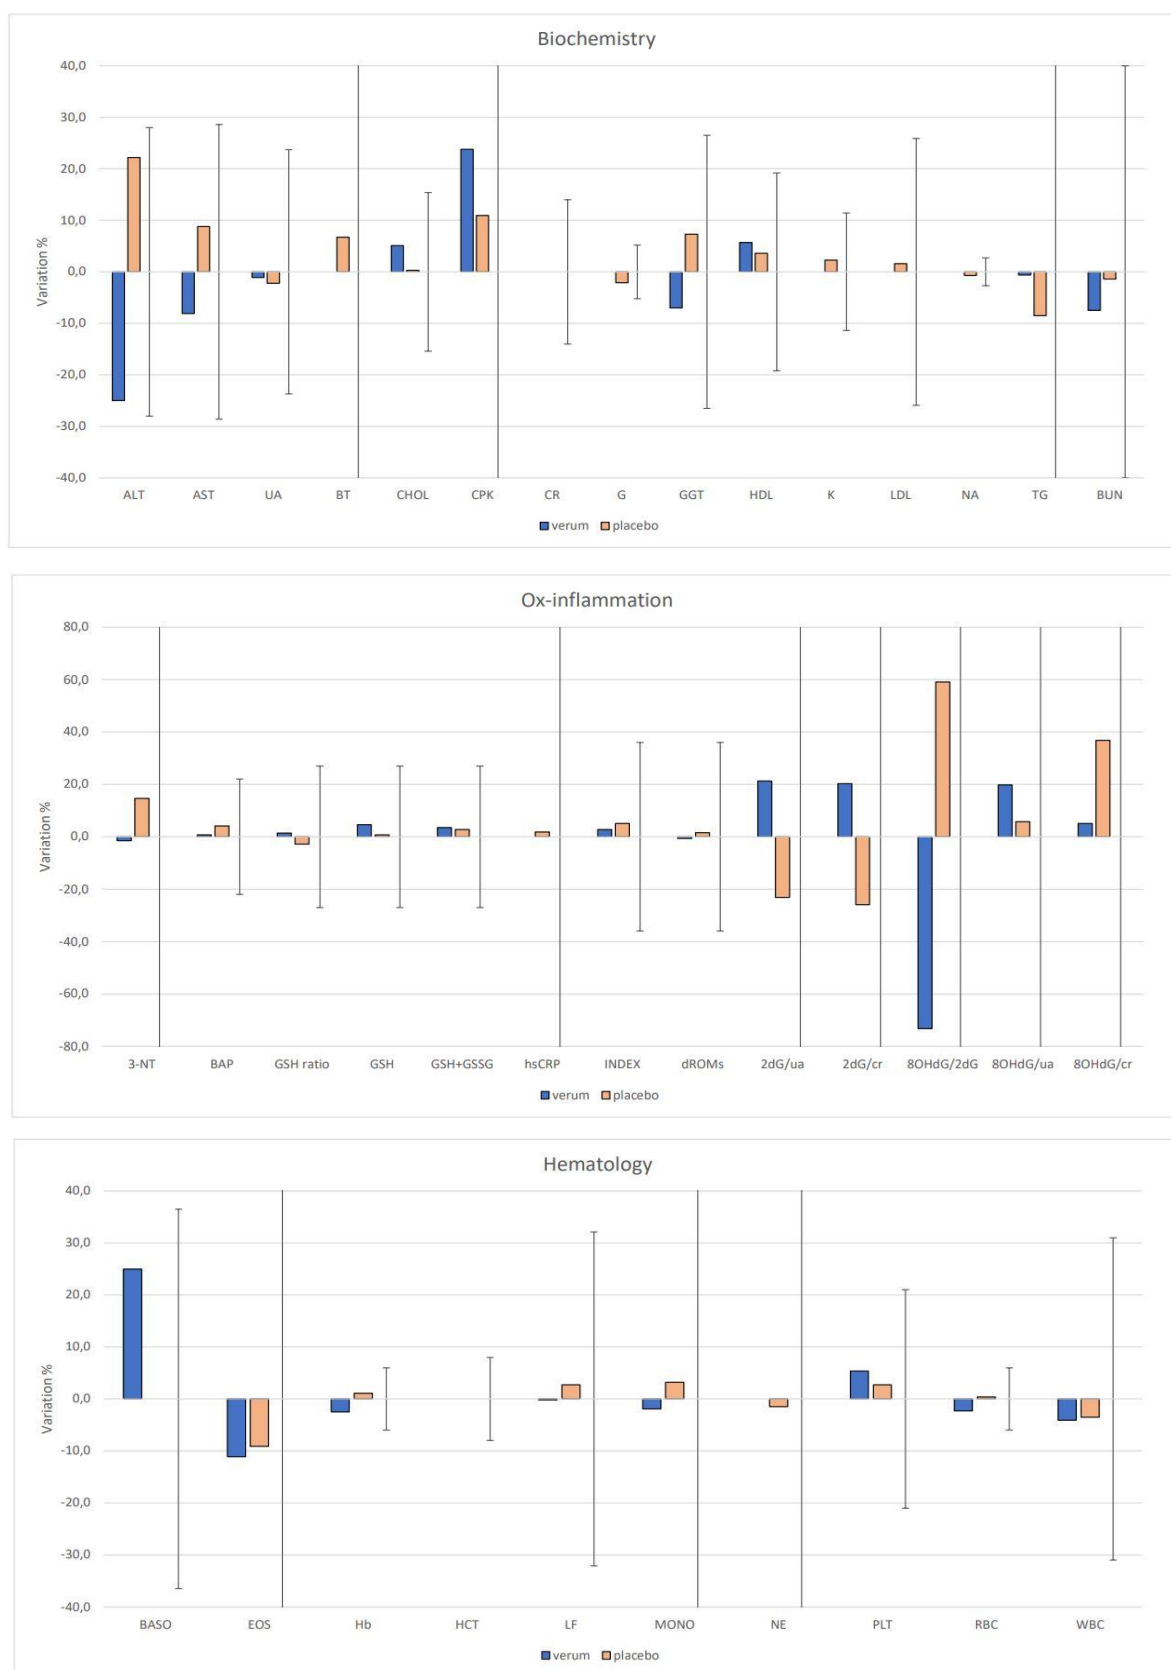 Biochemistry
40,0
30,0
20,0
10,0
0,0
-10,0
-20,0
-30,0
-40,0
Variation %
ALT AST UA BT CHOL CPK CR G GGT HDL K LDL NA TG BUN
verum placebo
Ox-inflammation
80,0
60,0
40,0
20,0
0,0
-20,0
-40,0
-60,0
-80,0
Variation %
3-NT BAP GSH ratio GSH GSH+GSSG hsCRP INDEX dROMs 2dG/ua 2dG/cr 8OHdG/2dG 8OHdG/ua 8OHdG/cr
verum placebo
Hematology
40,0
30,0
20,0
10,0
0,0
-10,0
-20,0
-30,0
-40,0
Variation %
BASO EOS Hb HCT LF MONO NE PLT RBC WBC
verum placebo